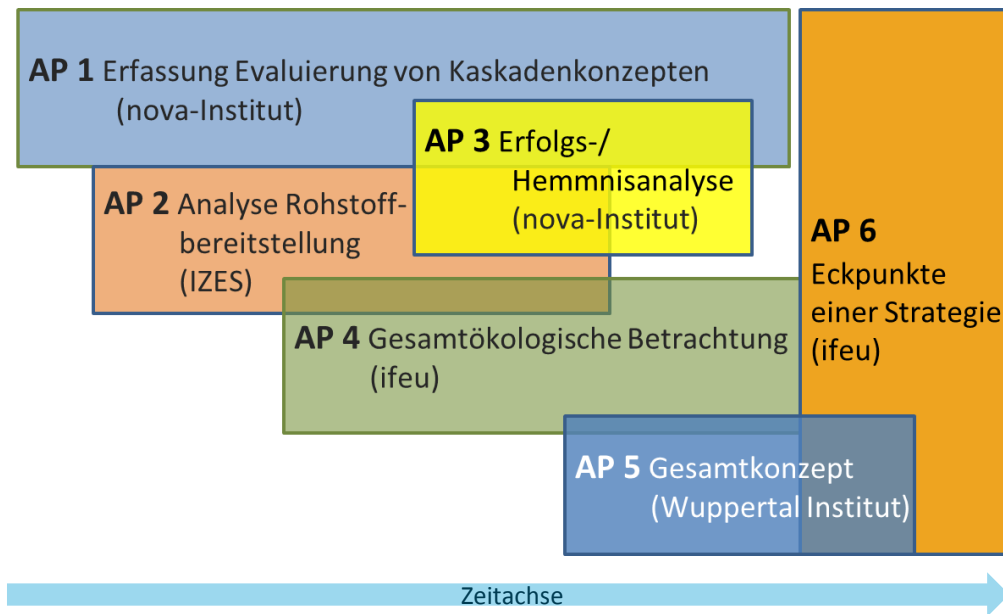 AP 1 Erfassung Evaluierung von Kaskadenkonzepten
(nova-Institut)
AP 3 Erfolgs-/
Hemmnisanalyse
(nova-Institut)
AP 2 Analyse Rohstoff-
bereitstellung
(IZES)
AP 4 Gesamtökologische Betrachtung
(ifeu)
AP 5 Gesamtkonzept
(Wuppertal Institut)
AP 6
Eckpunkte
einer Strategie
(ifeu)
Zeitachse